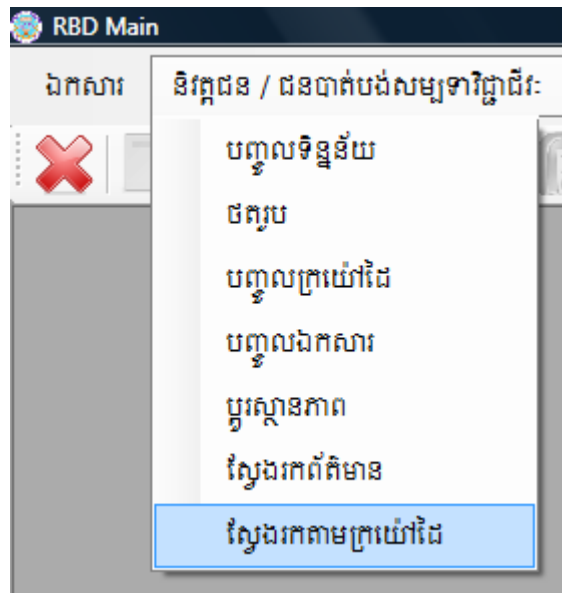 RBD Main
ឯកសារ និវត្តជន / ជនបាត់បង់សម្បទាវិជ្ជាជីវៈ
បញ្ចូលទិន្នន័យ
ថតរូប
បញ្ចូលក្រយ៉ៅដៃ
បញ្ចូលឯកសារ
ប្តូរស្ថានភាព
ស្វែងរកព័ត៌មាន
ស្វែងរកតាមក្រយ៉ៅដៃ